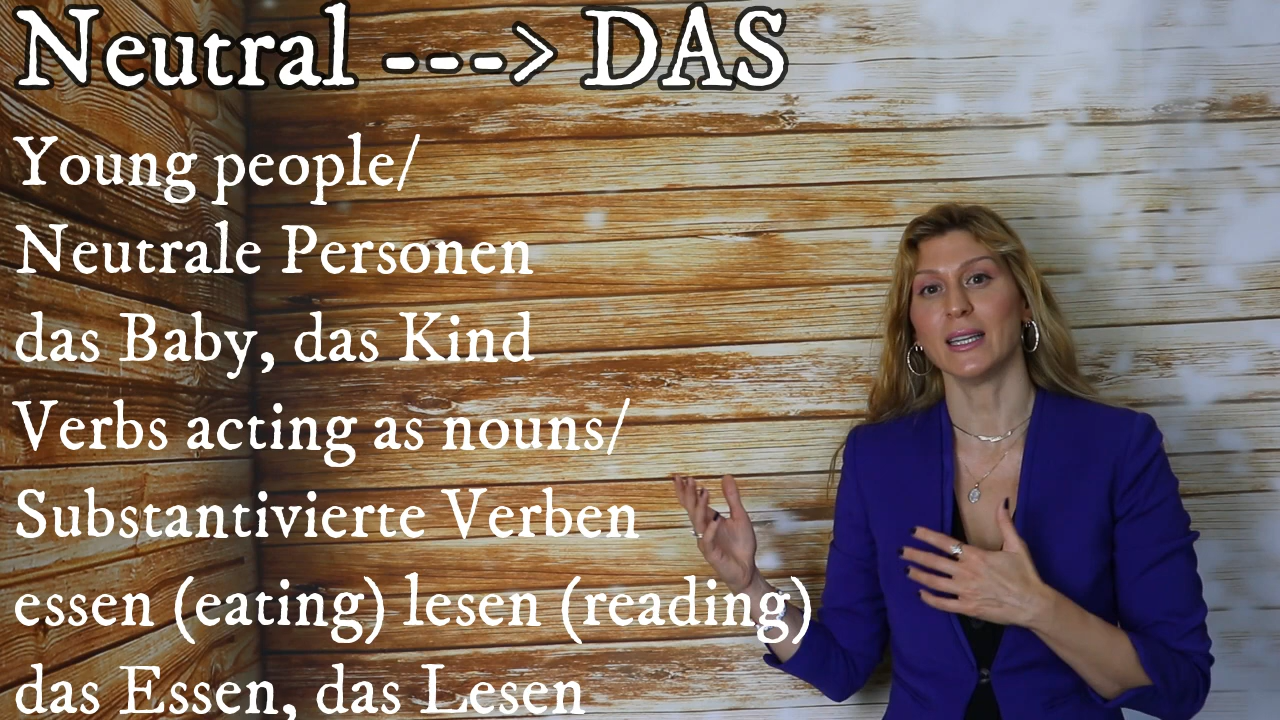 Neutral ---> DAS
Young people/
Neutrale Personen
das Baby, das Kind
Verbs acting as nouns/
Substantivierte Verben
essen (eating) lesen (reading)
das Essen, das Lesen